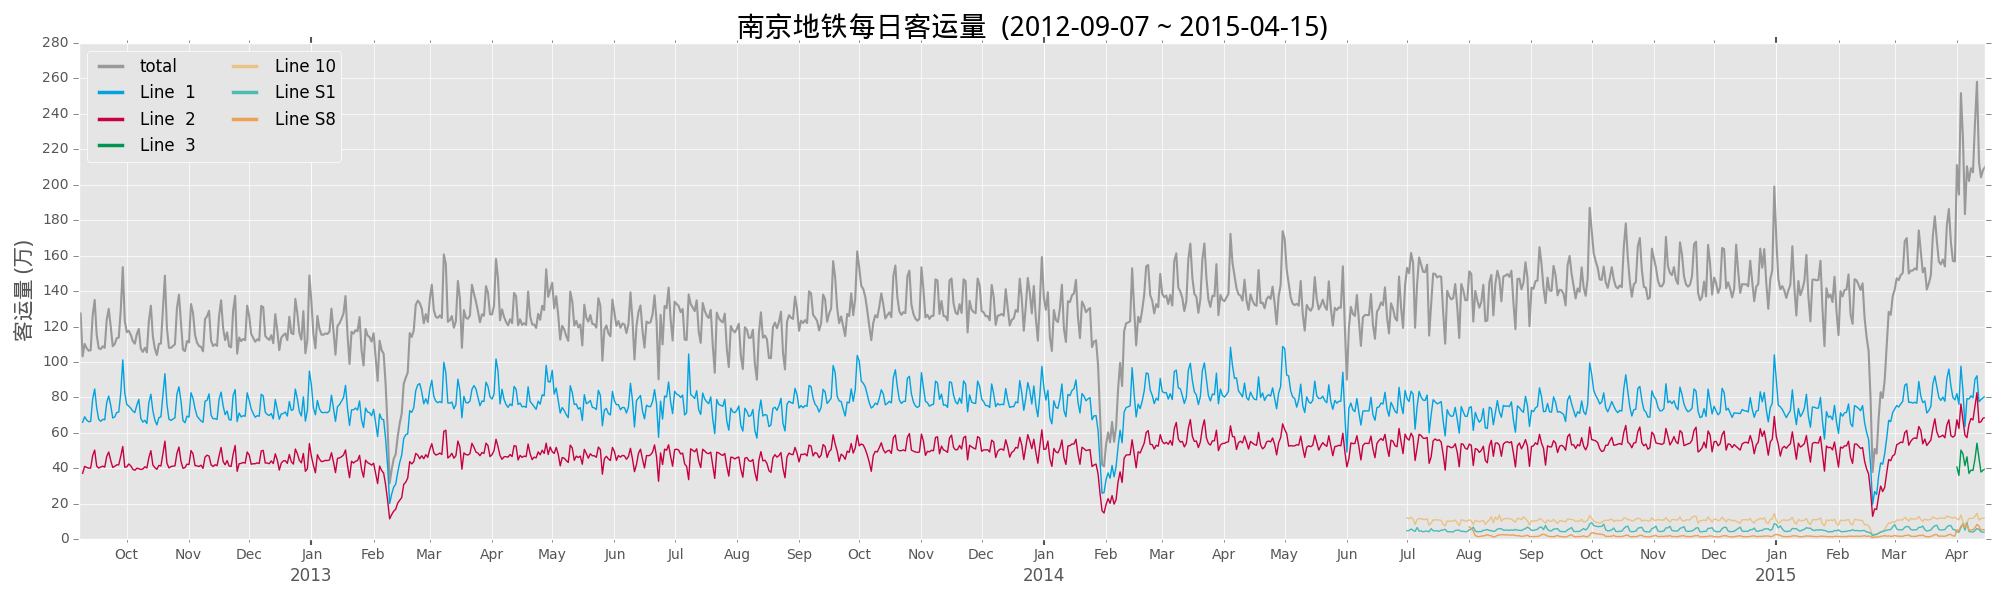 南京地铁每日客运量 (2012-09-07 ~ 2015-04-15)
客运量 (万)
280
260
240
220
200
180
160
140
120
100
80
60
40
20
0
total
Line 1
Line 2
Line 3
Line 10
Line S1
Line S8
Oct Nov Dec Jan Feb Mar Apr May Jun Jul Aug Sep Oct Nov Dec Jan Feb Mar Apr May Jun Jul Aug Sep Oct Nov Dec Jan Feb Mar Apr
2013 2014 2015